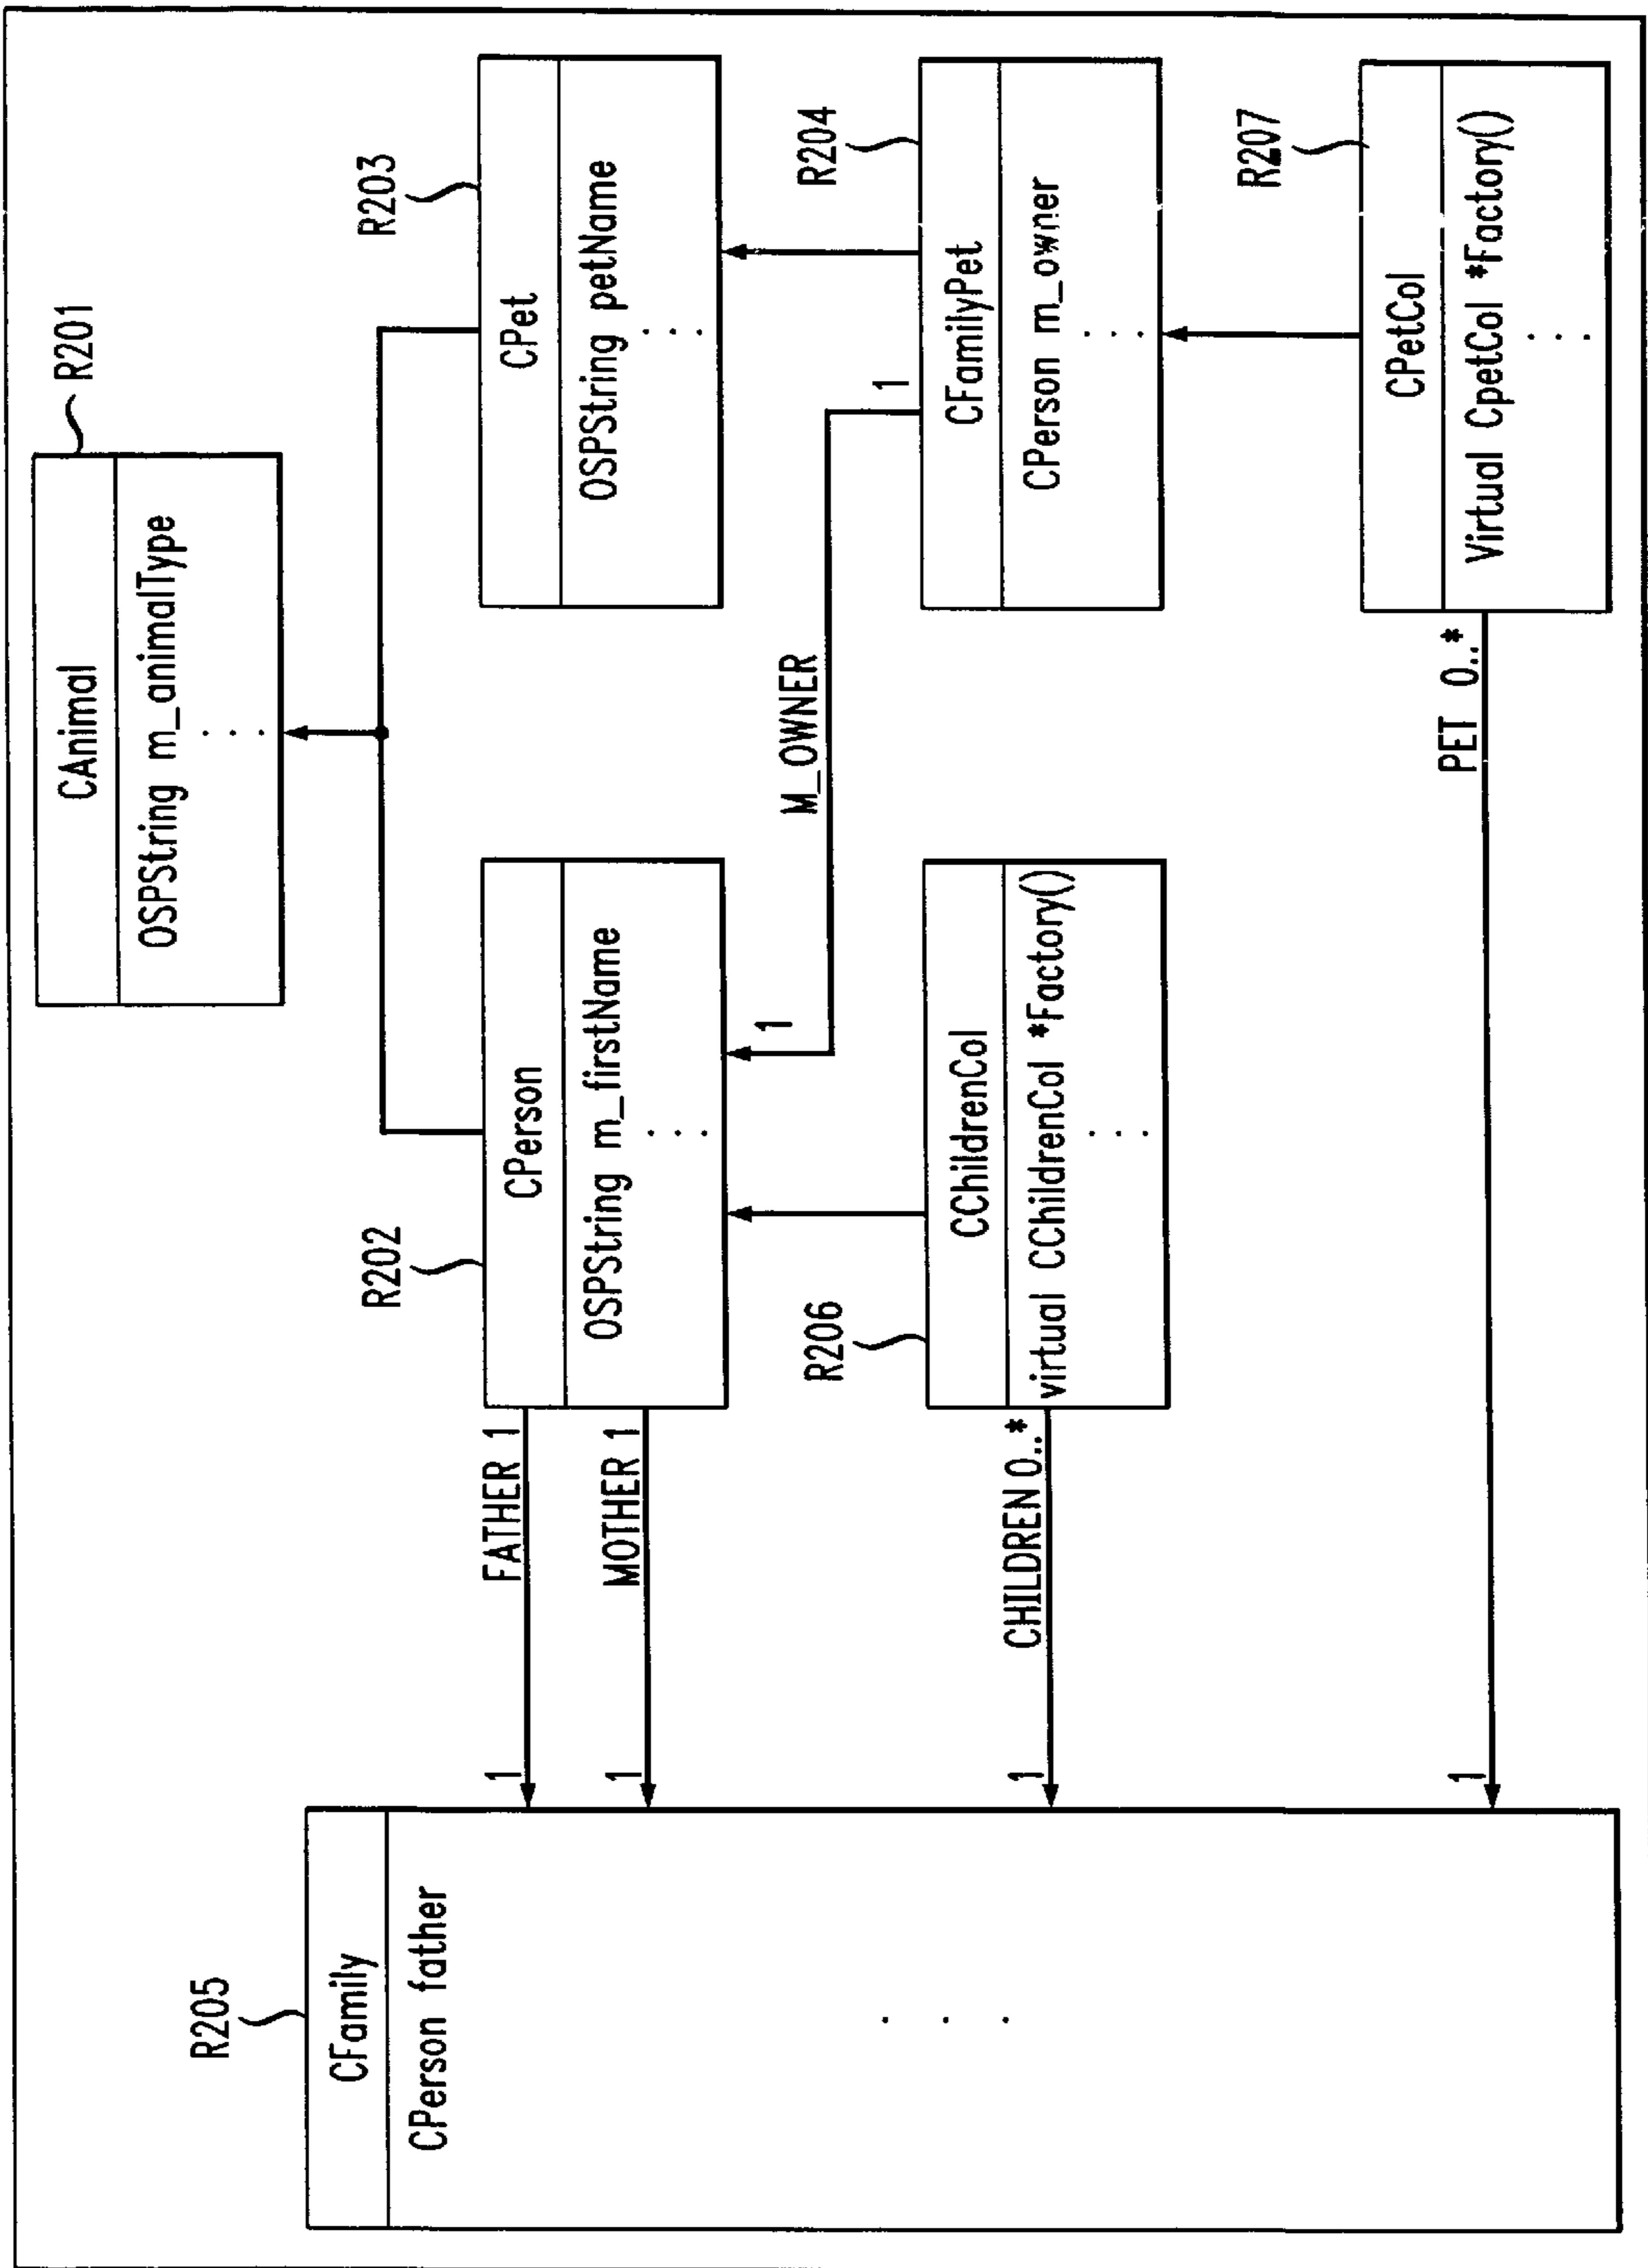 R201
CAnimal
OSPString m_animalType
. . .
R205
CFamily
CPerson father
. . .
R202
CPerson
OSPString m_firstName
. . .
R203
CPet
OSPString petName
. . .
FATHER 1
1
MOTHER 1
1
1
M_OWNER
1
R206
CChildrenCol
virtual CChildrenCol *Factory()
. . .
R204
CFamilyPet
CPerson m_owner
. . .
CHILDREN 0..*
1
R207
CPetCol
Virtual CpetCol *Factory()
. . .
PET 0..*
1